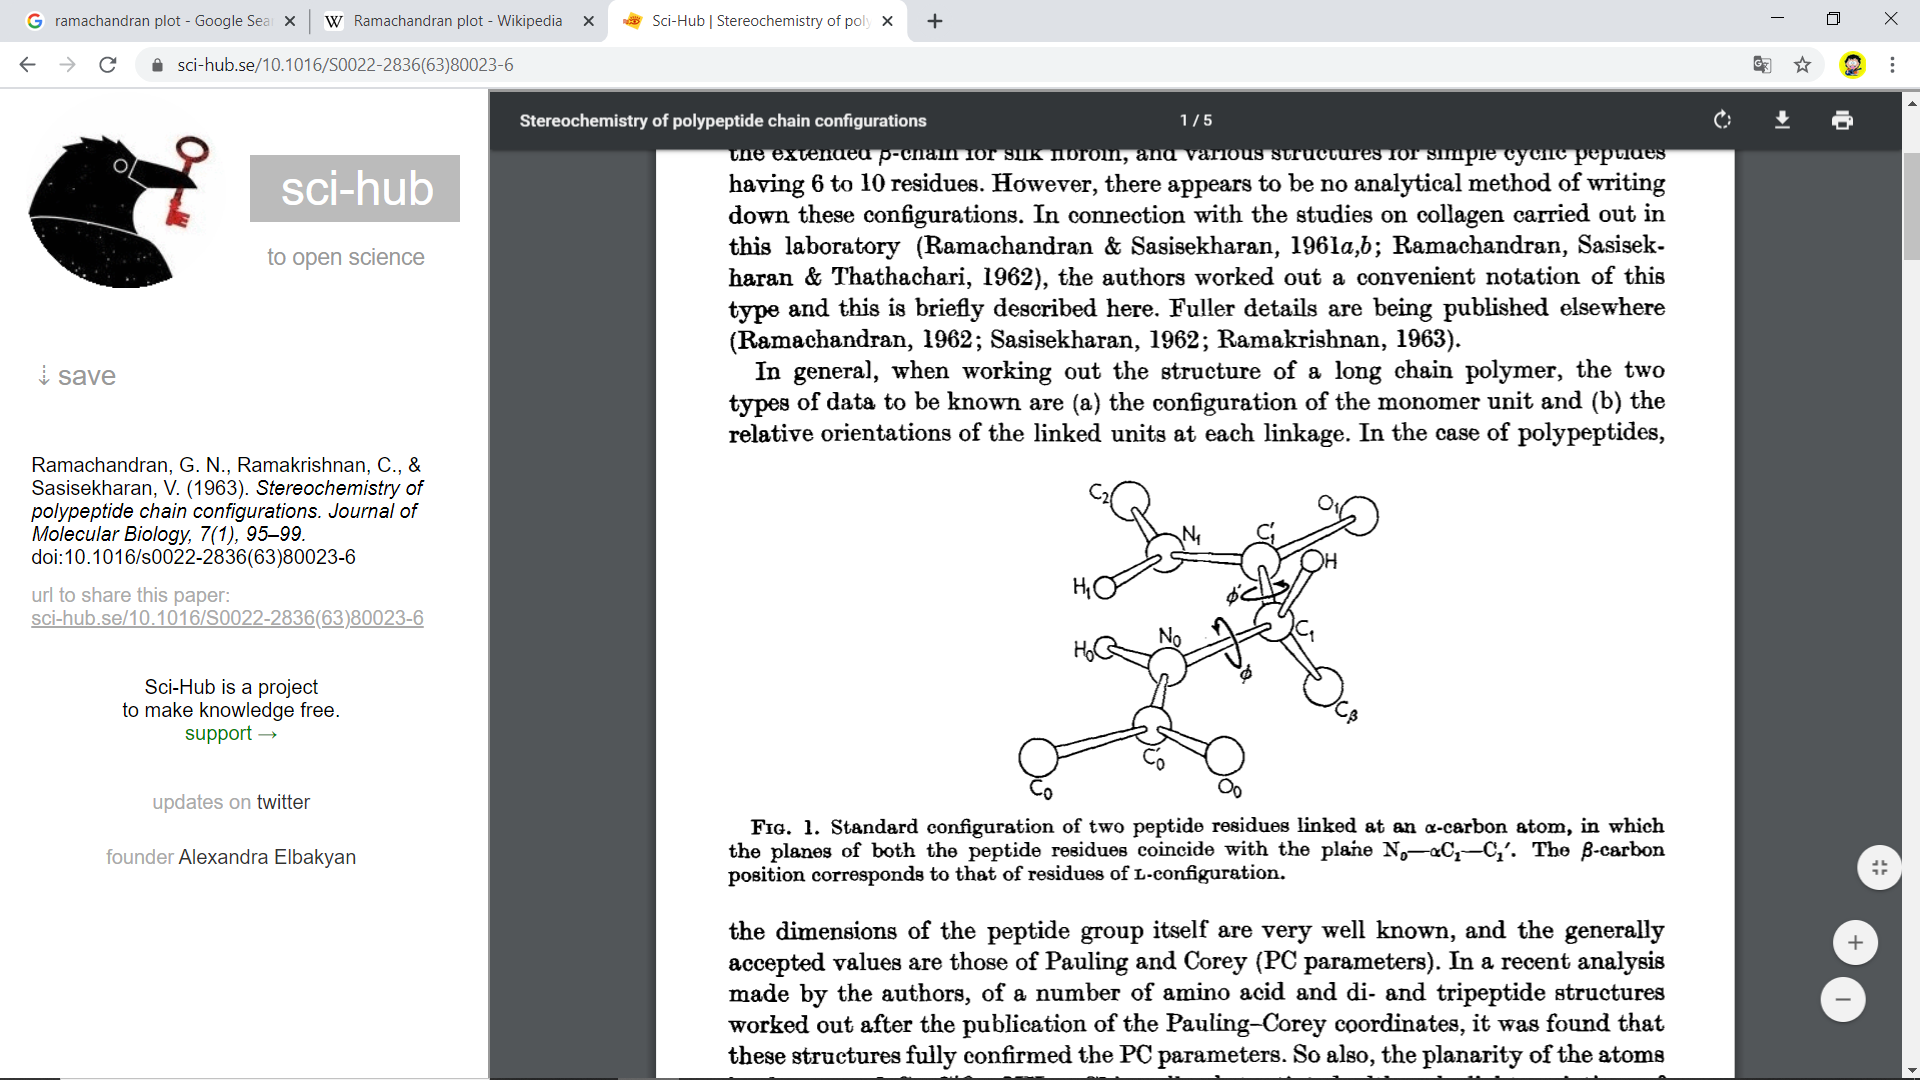 ramachandran plot - Google Sea
Ramachandran plot - Wikipedia
Sci-Hub | Stereochemistry of poly
sci-hub.se/10.1016/S0022-2836(63)80023-6
sci-hub
to open science
⇣ save
Ramachandran, G. N., Ramakrishnan, C., &
Sasisekharan, V. (1963). Stereochemistry of
polypeptide chain configurations. Journal of
Molecular Biology, 7(1), 95–99.
doi:10.1016/s0022-2836(63)80023-6
url to share this paper:
sci-hub.se/10.1016/S0022-2836(63)80023-6
Sci-Hub is a project
to make knowledge free.
support →
updates on twitter
founder Alexandra Elbakyan
Stereochemistry of polypeptide chain configurations
1 / 5
the extended β-chain for silk fibroin, and various structures for simple cyclic peptides
having 6 to 10 residues. However, there appears to be no analytical method of writing
down these configurations. In connection with the studies on collagen carried out in
this laboratory (Ramachandran & Sasisekharan, 1961a,b; Ramachandran, Sasisek-
haran & Thathachari, 1962), the authors worked out a convenient notation of this
type and this is briefly described here. Fuller details are being published elsewhere
(Ramachandran, 1962; Sasisekharan, 1962; Ramakrishnan, 1963).
In general, when working out the structure of a long chain polymer, the two
types of data to be known are (a) the configuration of the monomer unit and (b) the
relative orientations of the linked units at each linkage. In the case of polypeptides,
C₂
O₁
N₁
C₁′
H
H₁
ϕ′
C₁
N₀
H₀
ϕ
Cβ
C₀′
C₀
O₀
FIG. 1. Standard configuration of two peptide residues linked at an α-carbon atom, in which
the planes of both the peptide residues coincide with the plane N₀—αC₁—C₁′. The β-carbon
position corresponds to that of residues of L-configuration.
the dimensions of the peptide group itself are very well known, and the generally
accepted values are those of Pauling and Corey (PC parameters). In a recent analysis
made by the authors, of a number of amino acid and di- and tripeptide structures
worked out after the publication of the Pauling–Corey coordinates, it was found that
these structures fully confirmed the PC parameters. So also, the planarity of the atoms